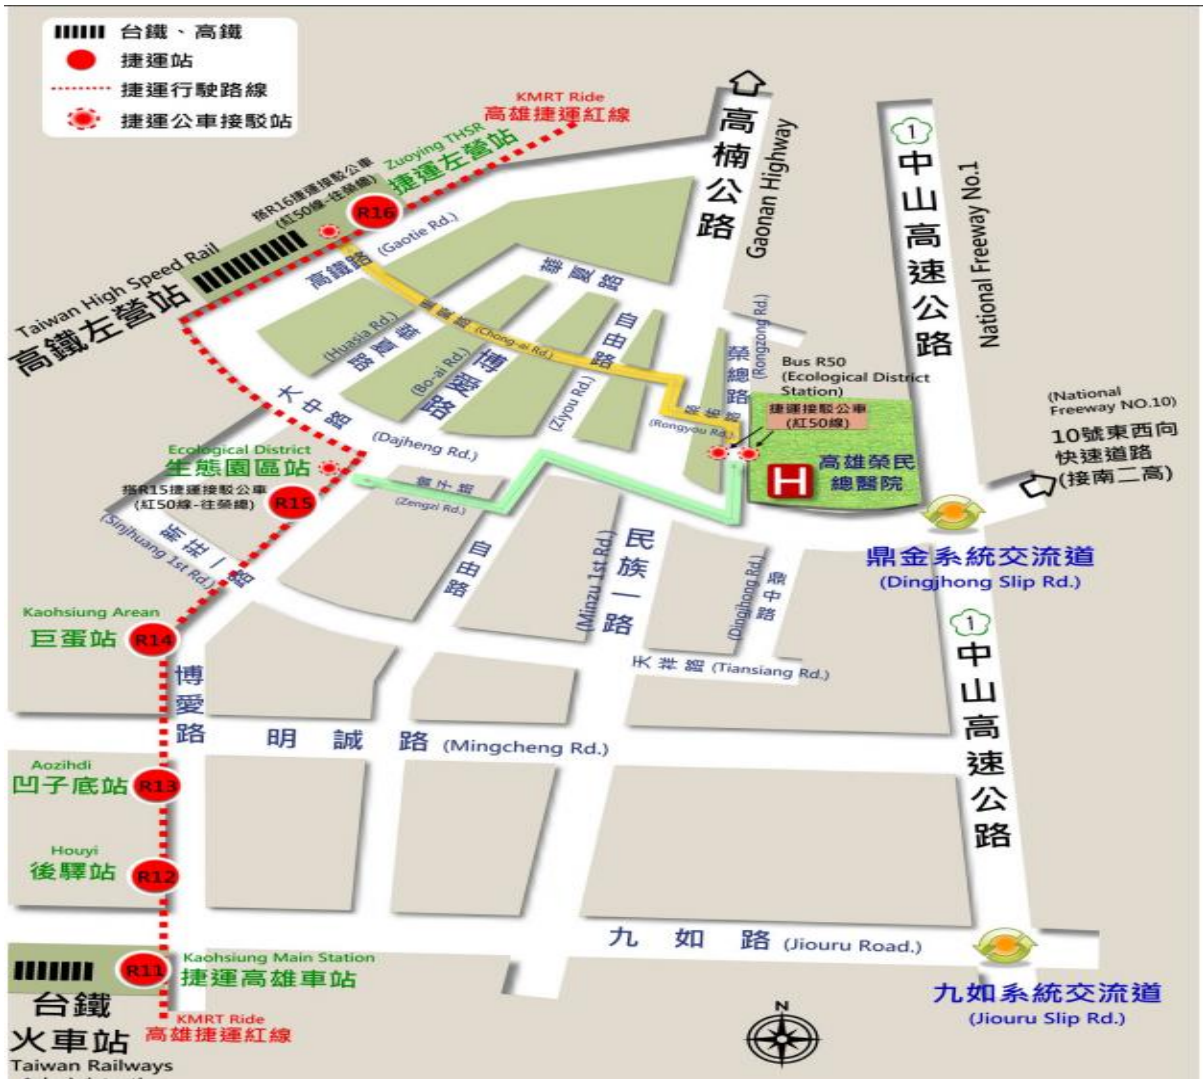 台鐵、高鐵
捷運站
捷運行駛路線
捷運公車接駁站
KMRT Ride
高雄捷運紅線
Zuoying THSR
捷運左營站
搭R16捷運接駁公車
(紅50線-往榮總)
R16
Taiwan High Speed Rail
高鐵左營站
高鐵路 (Gaotie Rd.)
高楠公路
Gaonan Highway
1
中山高速公路
National Freeway No.1
華夏路
(Huasia Rd.)
華夏路
博愛路
(Bo-ai Rd.)
(Chong-ai Rd.)
自由路
(Ziyou Rd.)
榮總路
(Rongzong Rd.)
Bus R50
(Ecological District
Station)
捷運接駁公車
(紅50線)
(Rongyou Rd.)
高雄榮民
總醫院
H
(National
Freeway NO.10)
10號東西向
快速道路
(接南二高)
大中路
(Dajheng Rd.)
Ecological District
生態園區站
搭R15捷運接駁公車
(紅50線-往榮總)
R15
(Zengzi Rd.)
新莊一路
(Sinjhuang 1st Rd.)
自由路
民族一路
(Minzu 1st Rd.)
(Dingjhong Rd.)
鼎中路
鼎金系統交流道
(Dingjhong Slip Rd.)
Kaohsiung Arean
巨蛋站
R14
天祥路 (Tiansiang Rd.)
1
中山高速公路
博愛路
明誠路 (Mingcheng Rd.)
Aozihdi
凹子底站
R13
Houyi
後驛站
R12
九如路 (Jiouru Road.)
Kaohsiung Main Station
捷運高雄車站
R11
台鐵
火車站
Taiwan Railways
KMRT Ride
高雄捷運紅線
九如系統交流道
(Jiouru Slip Rd.)
N